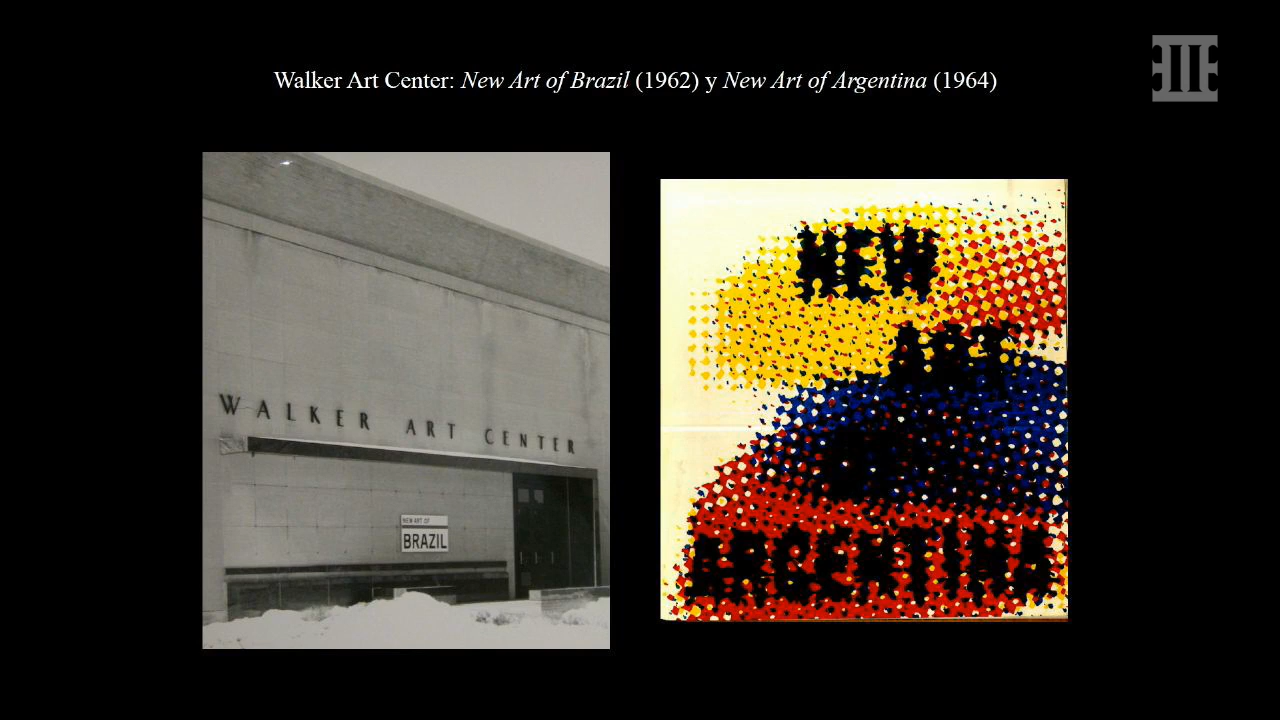 Walker Art Center: New Art of Brazil (1962) y New Art of Argentina (1964)
WALKER ART CENTER
NEW ART OF
BRAZIL
NEW
ART
ARGENTINA